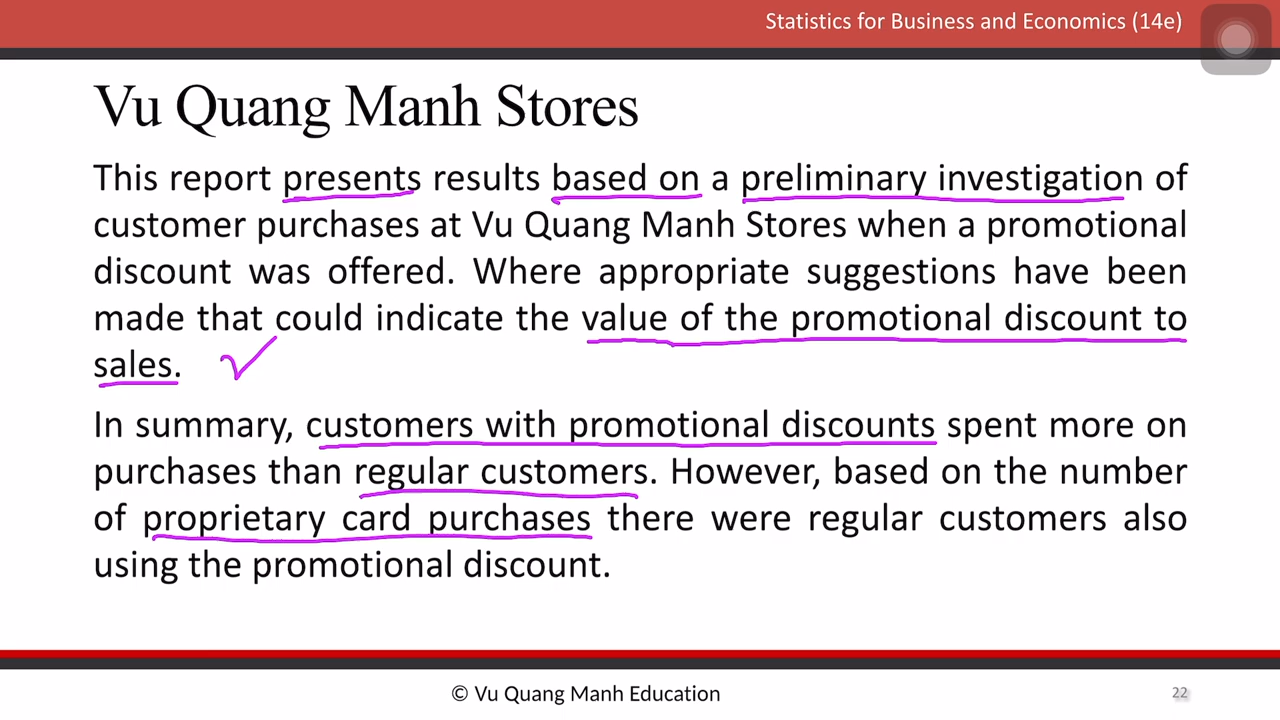 Statistics for Business and Economics (14e)
Vu Quang Manh Stores
This report presents results based on a preliminary investigation of
customer purchases at Vu Quang Manh Stores when a promotional
discount was offered. Where appropriate suggestions have been
made that could indicate the value of the promotional discount to
sales.
In summary, customers with promotional discounts spent more on
purchases than regular customers. However, based on the number
of proprietary card purchases there were regular customers also
using the promotional discount.
© Vu Quang Manh Education
22